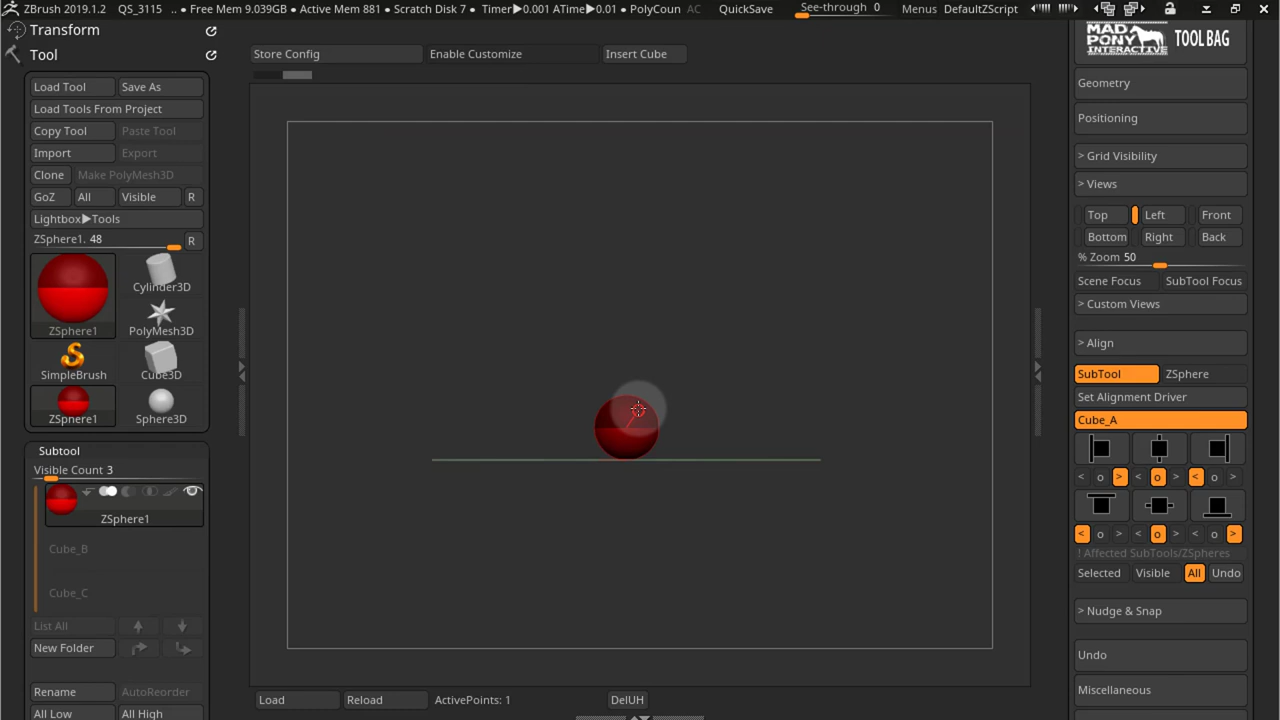 ZBrush 2019.1.2 QS_3115 .. ● Free Mem 9.039GB ● Active Mem 881 ● Scratch Disk 7 ● Timer▶0.001 ATime▶0.01 ● PolyCoun AC QuickSave See-through 0 Menus DefaultZScript
Transform
Tool
Load Tool Save As
Load Tools From Project
Copy Tool Paste Tool
Import Export
Clone Make PolyMesh3D
GoZ All Visible R
Lightbox▶Tools
ZSphere1. 48 R
ZSphere1
Cylinder3D
PolyMesh3D
SimpleBrush
Cube3D
ZSphere1
Sphere3D
Subtool
Visible Count 3
ZSphere1
Cube_B
Cube_C
List All
New Folder
Rename AutoReorder
All Low All High
Store Config Enable Customize Insert Cube
Load Reload ActivePoints: 1 DelUH
MAD PONY INTERACTIVE TOOL BAG
Geometry
Positioning
> Grid Visibility
> Views
Top Left Front
Bottom Right Back
% Zoom 50
Scene Focus SubTool Focus
> Custom Views
> Align
SubTool ZSphere
Set Alignment Driver
Cube_A
< o > < o > < o >
< o > < o > < o >
! Affected SubTools/ZSpheres
Selected Visible All Undo
> Nudge & Snap
Undo
Miscellaneous